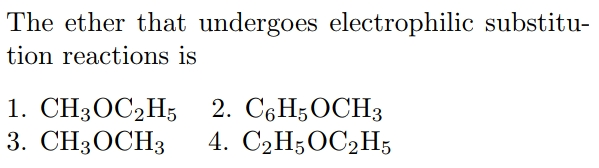 The ether that undergoes electrophilic substitu-
tion reactions is
1. CH₃OC₂H₅ 2. C₆H₅OCH₃
3. CH₃OCH₃ 4. C₂H₅OC₂H₅